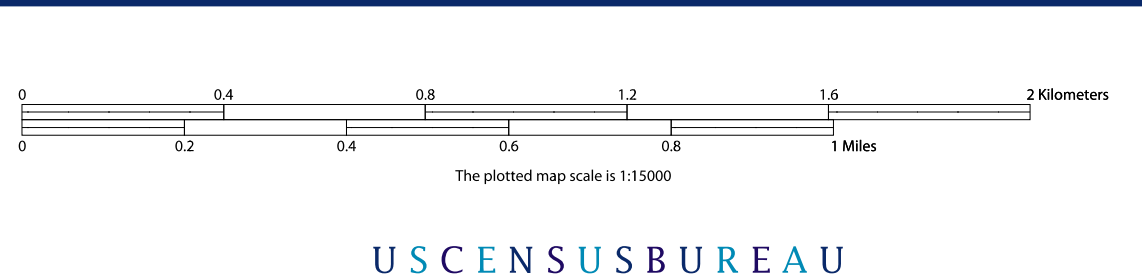 0 0.4 0.8 1.2 1.6 2 Kilometers
0 0.2 0.4 0.6 0.8 1 Miles
The plotted map scale is 1:15000
USCENSUSBUREAU